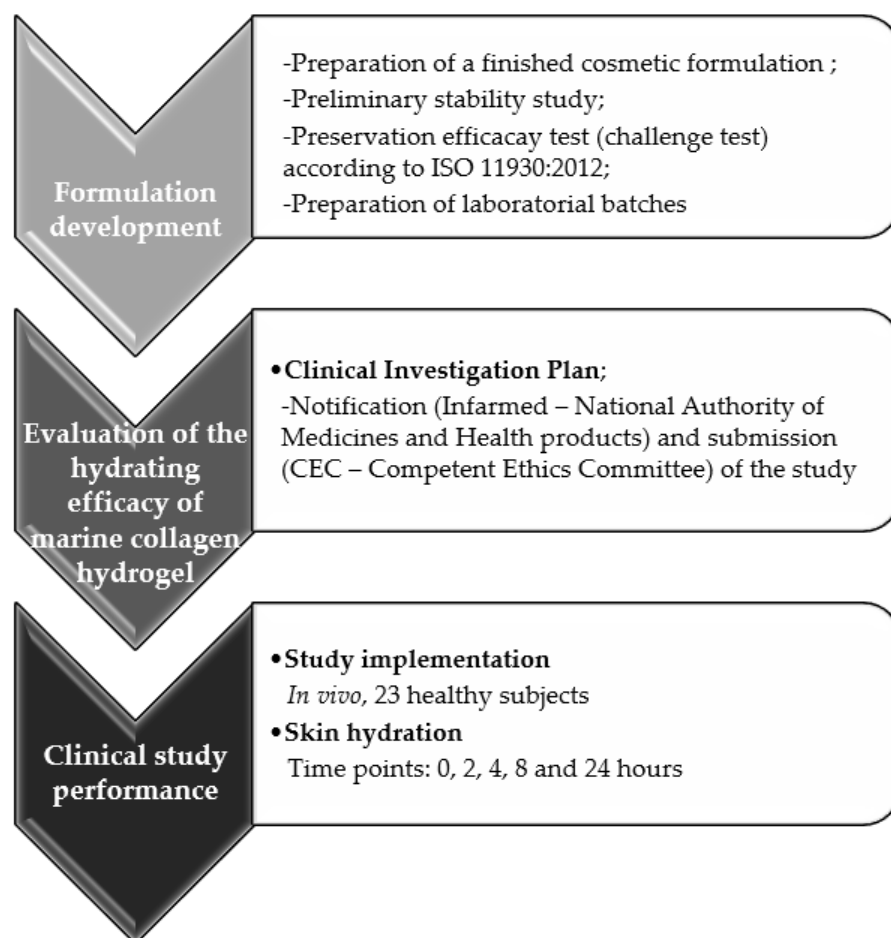 Formulation
development
-Preparation of a finished cosmetic formulation ;
-Preliminary stability study;
-Preservation efficacay test (challenge test)
according to ISO 11930:2012;
-Preparation of laboratorial batches
Evaluation of the
hydrating
efficacy of
marine collagen
hydrogel
•Clinical Investigation Plan;
-Notification (Infarmed – National Authority of
Medicines and Health products) and submission
(CEC – Competent Ethics Committee) of the study
Clinical study
performance
•Study implementation
In vivo, 23 healthy subjects
•Skin hydration
Time points: 0, 2, 4, 8 and 24 hours